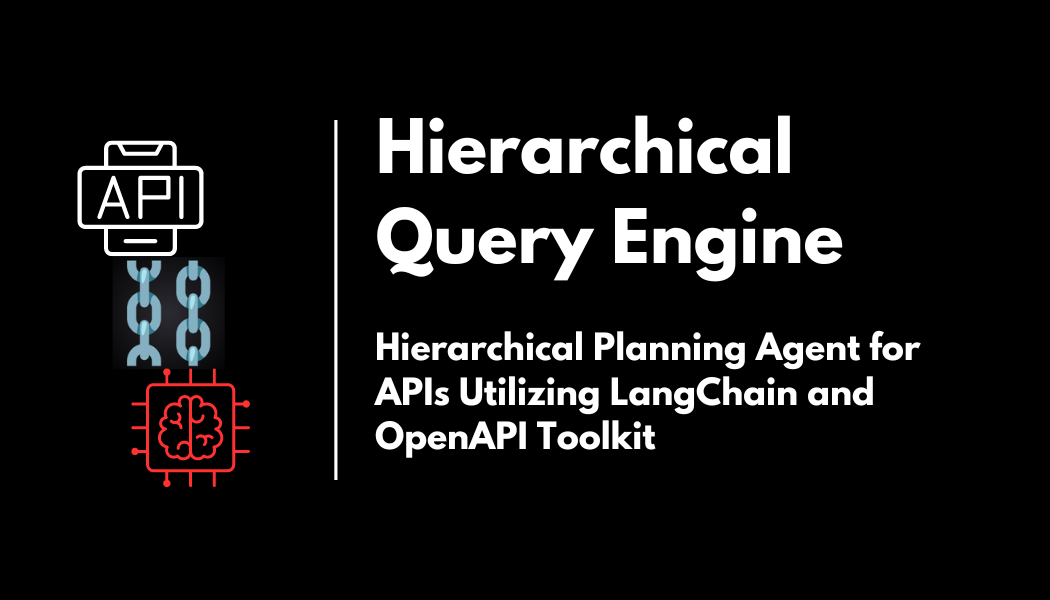 API
Hierarchical
Query Engine
Hierarchical Planning Agent for
APIs Utilizing LangChain and
OpenAPI Toolkit